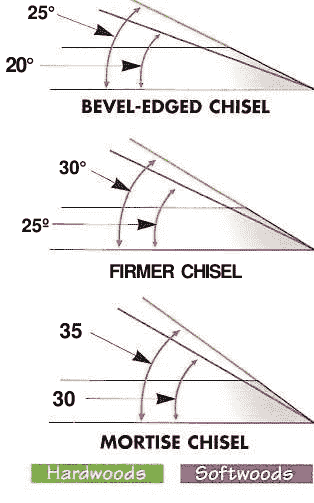 25°
20°
BEVEL-EDGED CHISEL
30°
25º
FIRMER CHISEL
35
30
MORTISE CHISEL
Hardwoods Softwoods